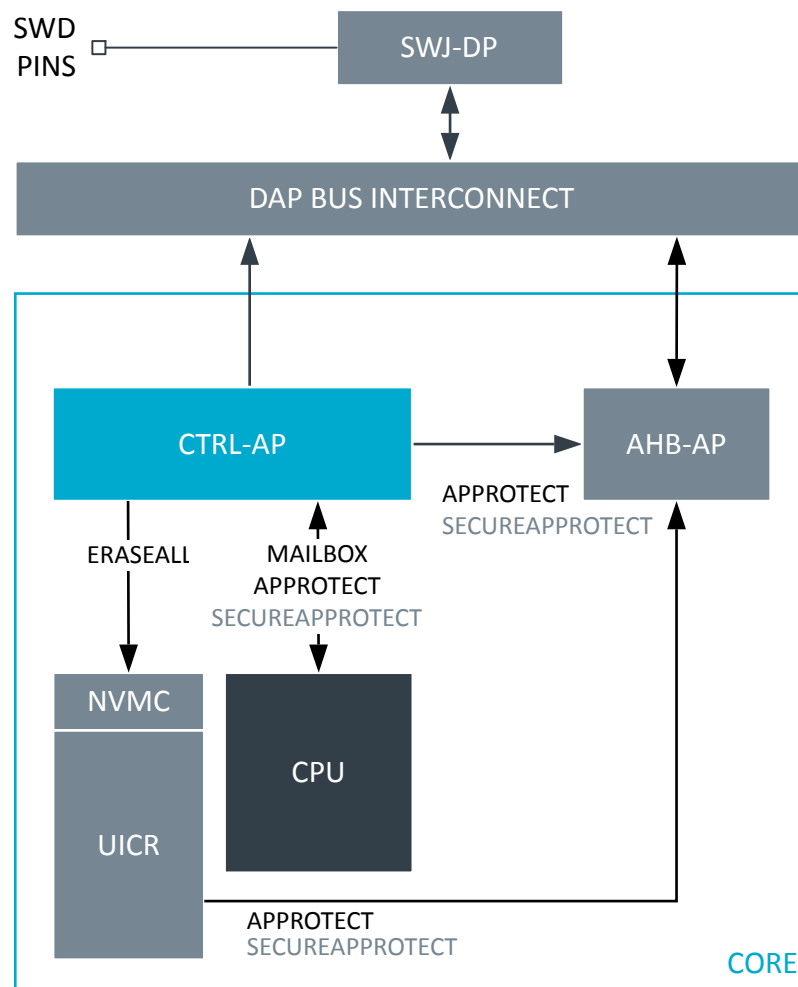 SWD
PINS
SWJ-DP
DAP BUS INTERCONNECT
CTRL-AP
AHB-AP
APPROTECT
SECUREAPPROTECT
ERASEALL
MAILBOX
APPROTECT
SECUREAPPROTECT
NVMC
CPU
UICR
APPROTECT
SECUREAPPROTECT
CORE